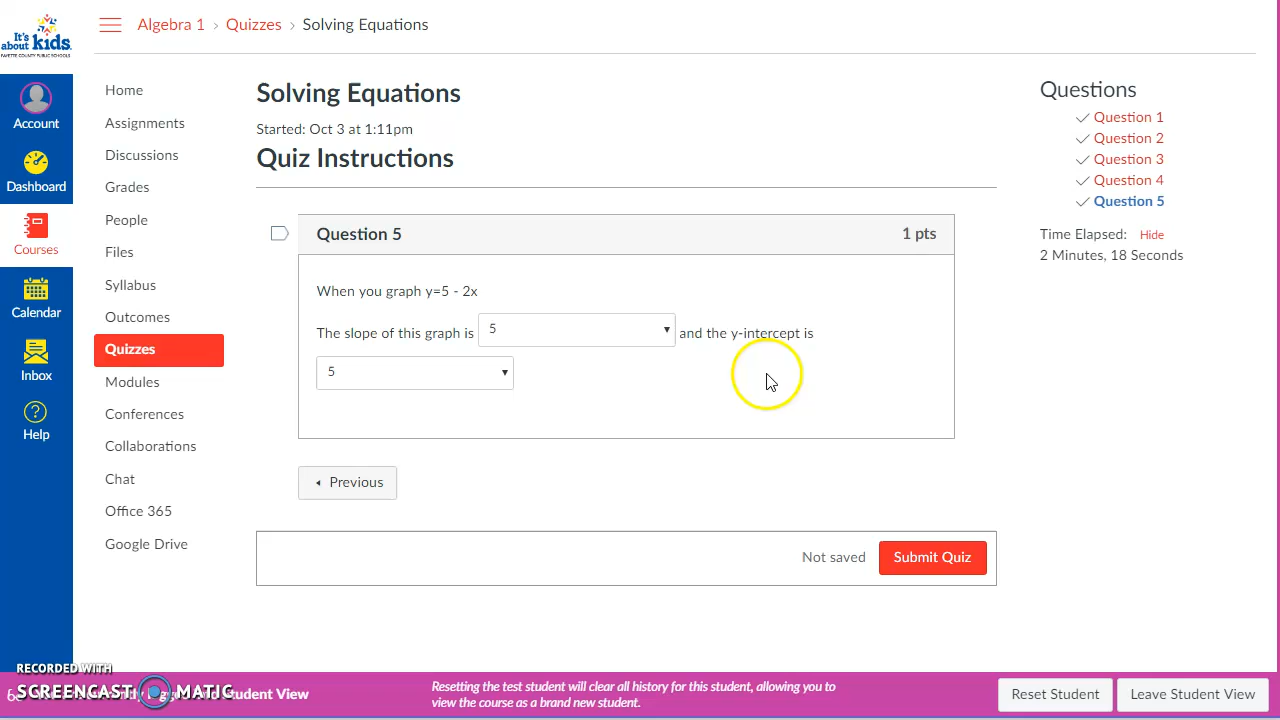 It's about kids.
FAYETTE COUNTY PUBLIC SCHOOLS
Algebra 1 › Quizzes › Solving Equations
Account
Dashboard
Courses
Calendar
Inbox
Help
Home
Assignments
Discussions
Grades
People
Files
Syllabus
Outcomes
Quizzes
Modules
Conferences
Collaborations
Chat
Office 365
Google Drive
Solving Equations
Started: Oct 3 at 1:11pm
Quiz Instructions
Question 5
1 pts
When you graph y=5 - 2x
The slope of this graph is 5 and the y-intercept is
5
Previous
Not saved
Submit Quiz
Questions
Question 1
Question 2
Question 3
Question 4
Question 5
Time Elapsed: Hide
2 Minutes, 18 Seconds
RECORDED WITH
SCREENCAST MATIC
Student View
Resetting the test student will clear all history for this student, allowing you to
view the course as a brand new student.
Reset Student
Leave Student View